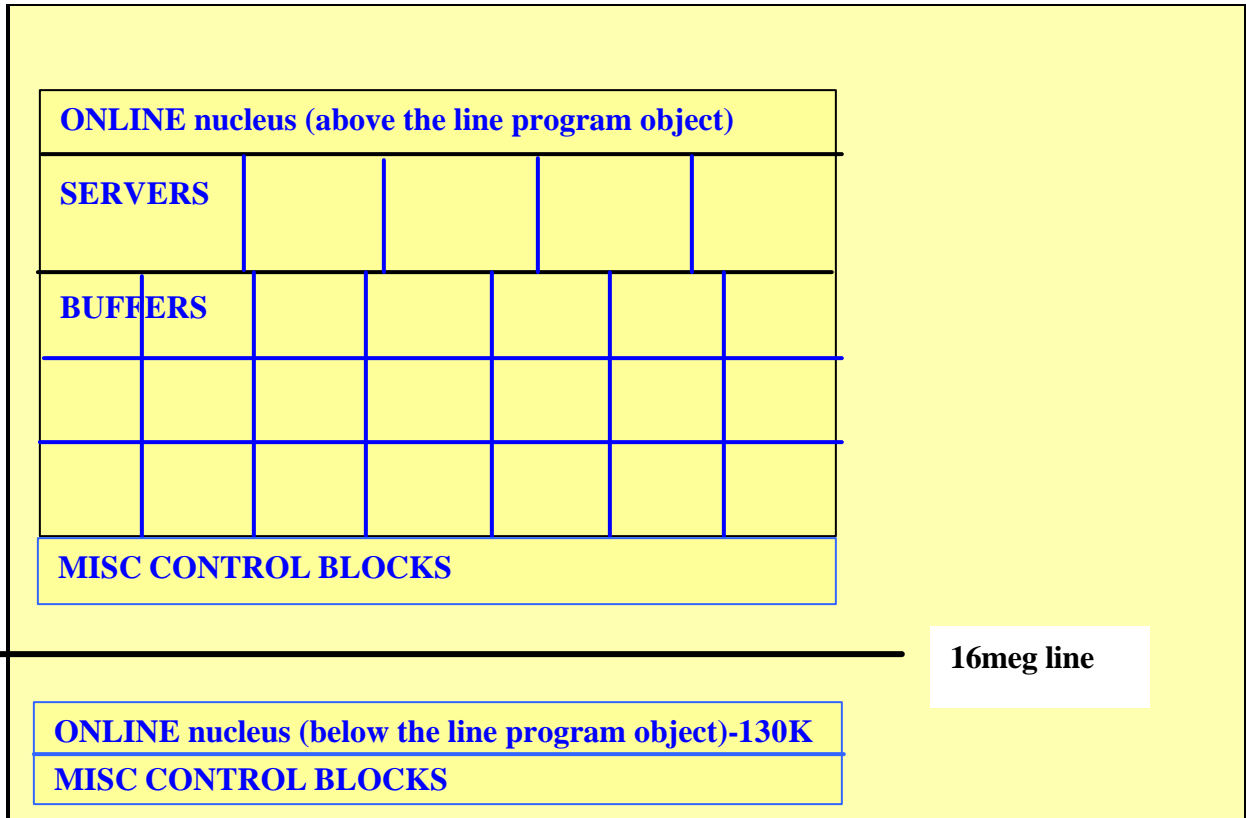 ONLINE nucleus (above the line program object)
SERVERS
BUFFERS
MISC CONTROL BLOCKS
16meg line
ONLINE nucleus (below the line program object)-130K
MISC CONTROL BLOCKS